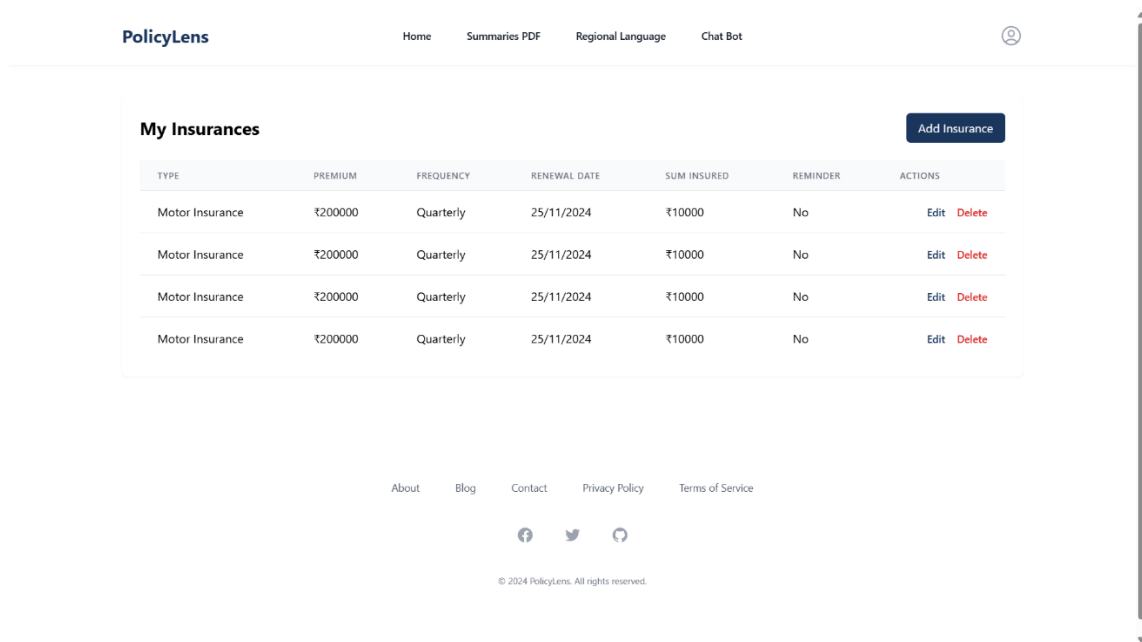 PolicyLens Home Summaries PDF Regional Language Chat Bot
My Insurances Add Insurance
TYPE PREMIUM FREQUENCY RENEWAL DATE SUM INSURED REMINDER ACTIONS
Motor Insurance ₹200000 Quarterly 25/11/2024 ₹10000 No Edit Delete
Motor Insurance ₹200000 Quarterly 25/11/2024 ₹10000 No Edit Delete
Motor Insurance ₹200000 Quarterly 25/11/2024 ₹10000 No Edit Delete
Motor Insurance ₹200000 Quarterly 25/11/2024 ₹10000 No Edit Delete
About Blog Contact Privacy Policy Terms of Service
© 2024 PolicyLens. All rights reserved.